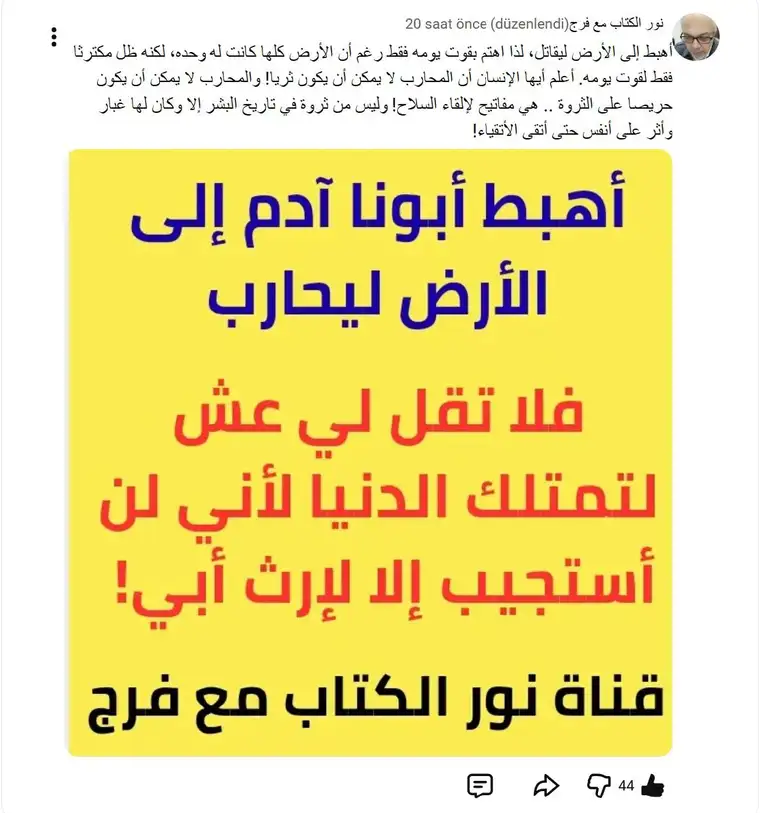 نور الكتاب مع فرج(düzenlendi) 20 saat önce
أهبط إلى الأرض ليقاتل، لذا اهتم بقوت يومه فقط رغم أن الأرض كلها كانت له وحده، لكنه ظل مكترثا
فقط لقوت يومه. أعلم أيها الإنسان أن المحارب لا يمكن أن يكون ثريا! والمحارب لا يمكن أن يكون
حريصا على الثروة .. هي مفاتيح لإلقاء السلاح! وليس من ثروة في تاريخ البشر إلا وكان لها غبار
وأثر على أنفس حتى أتقى الأتقياء!
أهبط أبونا آدم إلى
الأرض ليحارب
فلا تقل لي عش
لتمتلك الدنيا لأني لن
أستجيب إلا لإرث أبي!
قناة نور الكتاب مع فرج
44